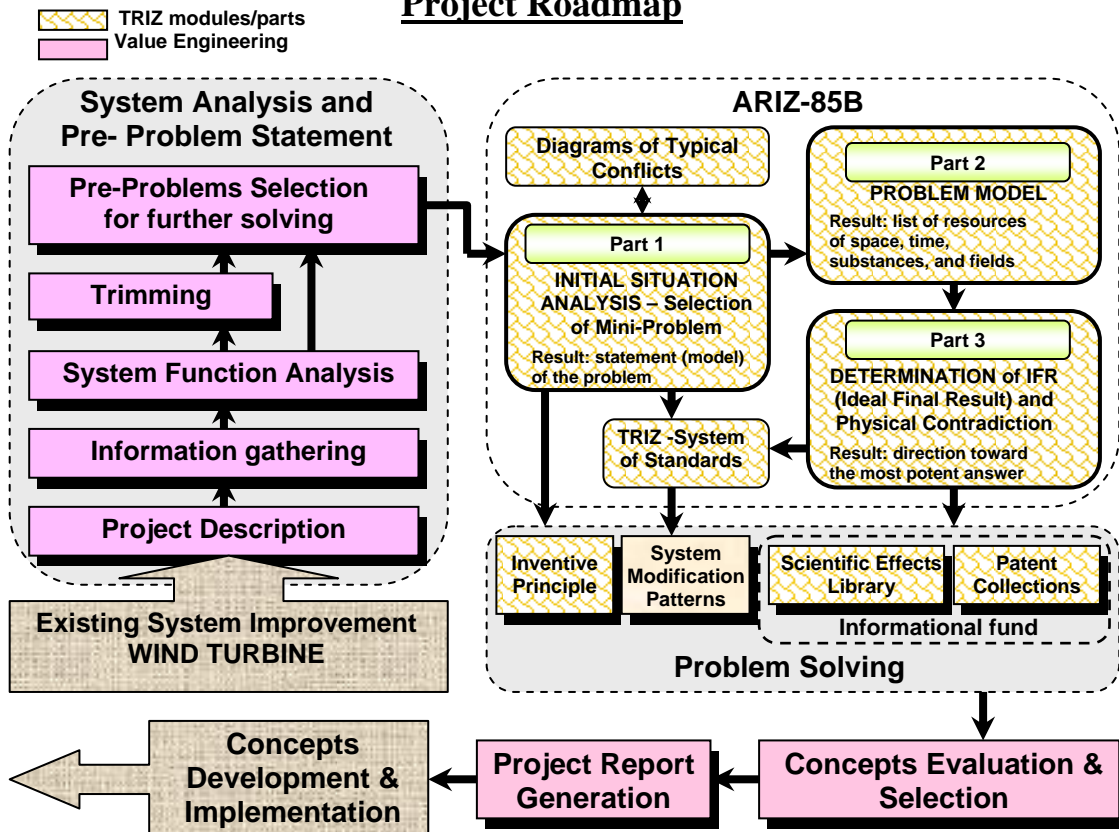 Project Roadmap
TRIZ modules/parts
Value Engineering
System Analysis and
Pre- Problem Statement
Pre-Problems Selection
for further solving
Trimming
System Function Analysis
Information gathering
Project Description
Existing System Improvement
WIND TURBINE
ARIZ-85B
Diagrams of Typical
Conflicts
Part 1
INITIAL SITUATION
ANALYSIS – Selection
of Mini-Problem
Result: statement (model)
of the problem
Part 2
PROBLEM MODEL
Result: list of resources
of space, time,
substances, and fields
Part 3
DETERMINATION of IFR
(Ideal Final Result) and
Physical Contradiction
Result: direction toward
the most potent answer
TRIZ -System
of Standards
Inventive
Principle
System
Modification
Patterns
Scientific Effects
Library
Patent
Collections
Informational fund
Problem Solving
Concepts Evaluation &
Selection
Project Report
Generation
Concepts
Development &
Implementation